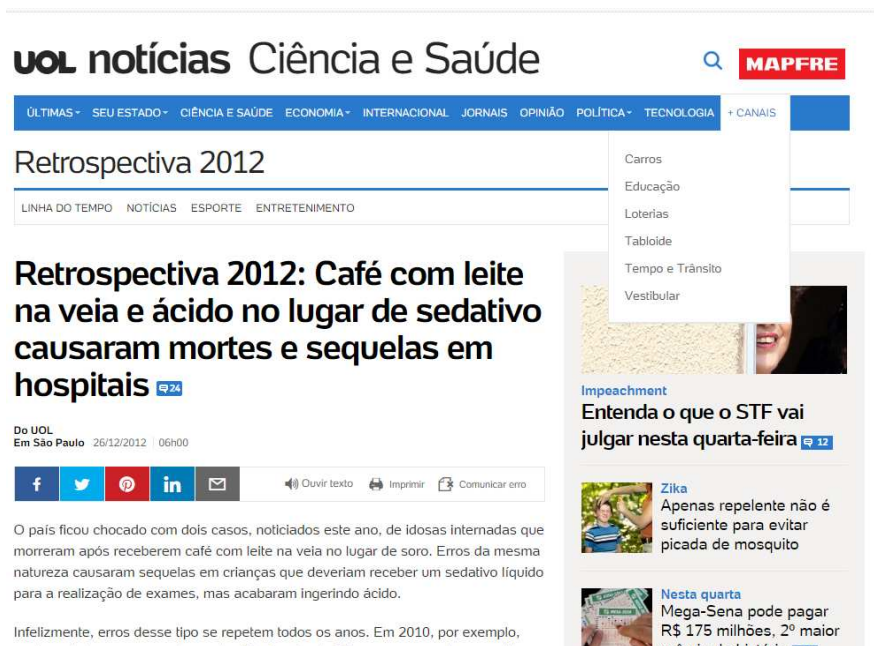 UOL notícias Ciência e Saúde
MAPFRE
ÚLTIMAS SEU ESTADO CIÊNCIA E SAÚDE ECONOMIA INTERNACIONAL JORNAIS OPINIÃO POLÍTICA TECNOLOGIA + CANAIS
Carros
Educação
Loterias
Tabloide
Tempo e Trânsito
Vestibular
Retrospectiva 2012
LINHA DO TEMPO NOTÍCIAS ESPORTE ENTRETENIMENTO
Retrospectiva 2012: Café com leite
na veia e ácido no lugar de sedativo
causaram mortes e sequelas em
hospitais 24
Do UOL
Em São Paulo 26/12/2012 06h00
Ouvir texto Imprimir Comunicar erro
O país ficou chocado com dois casos, noticiados este ano, de idosas internadas que
morreram após receberem café com leite na veia no lugar de soro. Erros da mesma
natureza causaram sequelas em crianças que deveriam receber um sedativo líquido
para a realização de exames, mas acabaram ingerindo ácido.
Infelizmente, erros desse tipo se repetem todos os anos. Em 2010, por exemplo,
Impeachment
Entenda o que o STF vai
julgar nesta quarta-feira 12
Zika
Apenas repelente não é
suficiente para evitar
picada de mosquito
Nesta quarta
Mega-Sena pode pagar
R$ 175 milhões, 2º maior